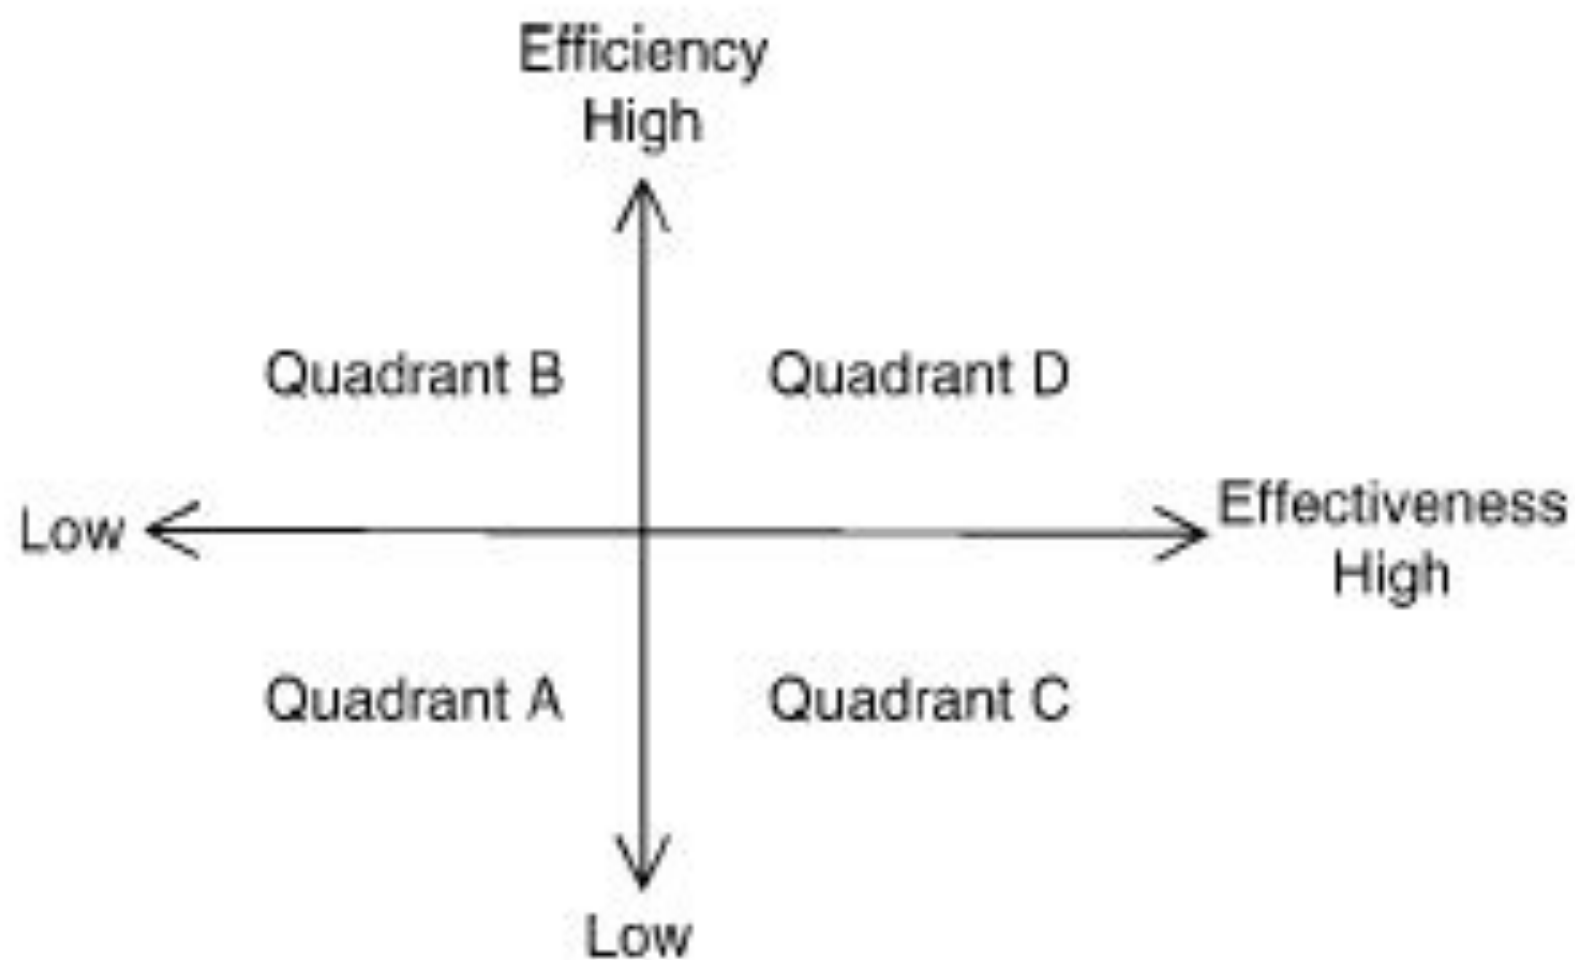 Efficiency
High
Quadrant B
Quadrant D
Low
Effectiveness
High
Quadrant A
Quadrant C
Low